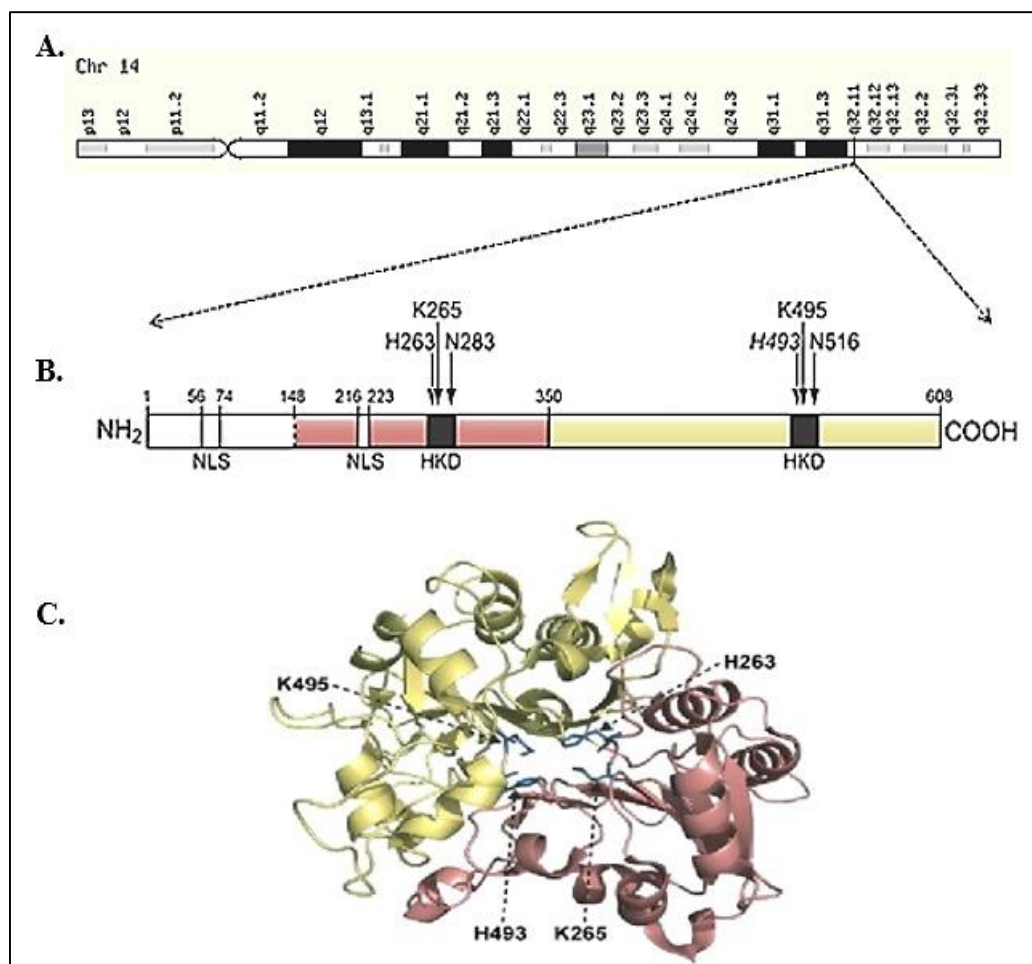 A.
Chr 14
p13 p12 p11.2 q11.2 q12 q13.1 q21.1 q21.2 q21.3 q22.1 q22.3 q23.1 q23.2 q23.3 q24.1 q24.2 q24.3 q31.1 q31.3 q32.11 q32.12 q32.13 q32.2 q32.31 q32.33
K265 K495
H263 N283 H493 N516
B.
1 56 74 148 216 223 350 608
NH2 COOH
NLS NLS HKD HKD
C.
H263
K495
H493 K265